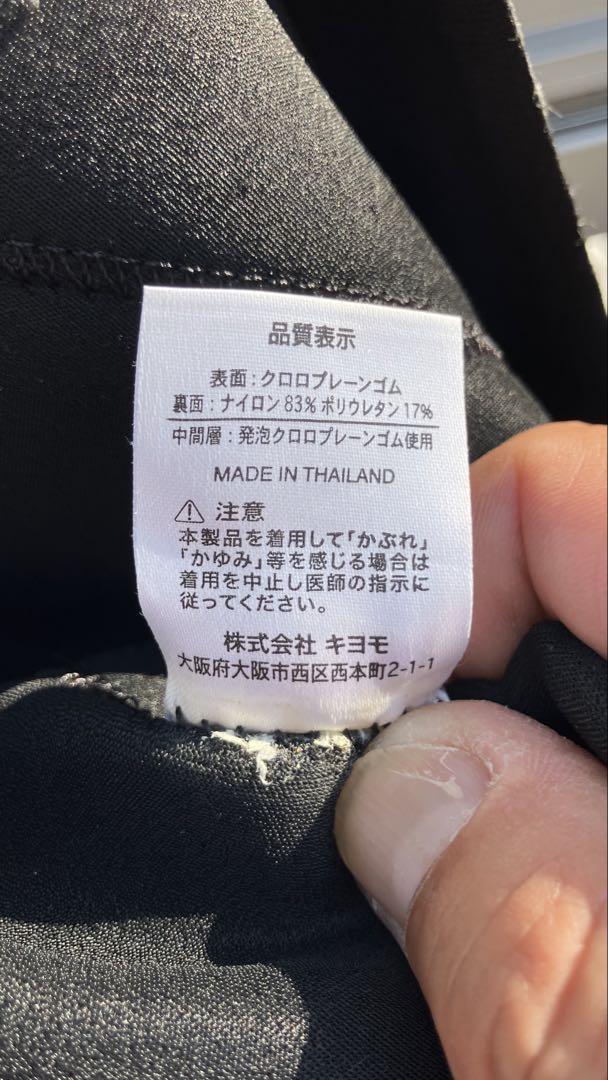 品質表示
表面:クロロプレーンゴム
裏面:ナイロン83%ポリウレタン17%
中間層:発泡クロロプレーンゴム使用
MADE IN THAILAND
⚠ 注意
本製品を着用して「かぶれ」
「かゆみ」等を感じる場合は
着用を中止し医師の指示に
従ってください。
株式会社 キヨモ
大阪府大阪市西区西本町2-1-1